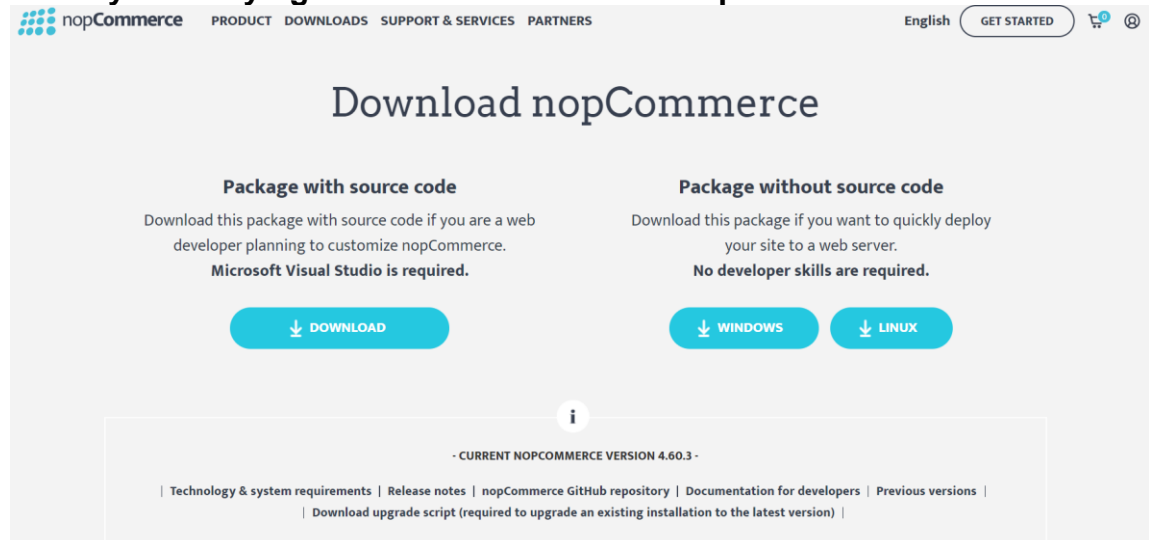 nopCommerce PRODUCT DOWNLOADS SUPPORT & SERVICES PARTNERS English GET STARTED 0
Download nopCommerce
Package with source code
Download this package with source code if you are a web
developer planning to customize nopCommerce.
Microsoft Visual Studio is required.
DOWNLOAD
Package without source code
Download this package if you want to quickly deploy
your site to a web server.
No developer skills are required.
WINDOWS LINUX
i
- CURRENT NOPCOMMERCE VERSION 4.60.3 -
| Technology & system requirements | Release notes | nopCommerce GitHub repository | Documentation for developers | Previous versions |
| Download upgrade script (required to upgrade an existing installation to the latest version) |